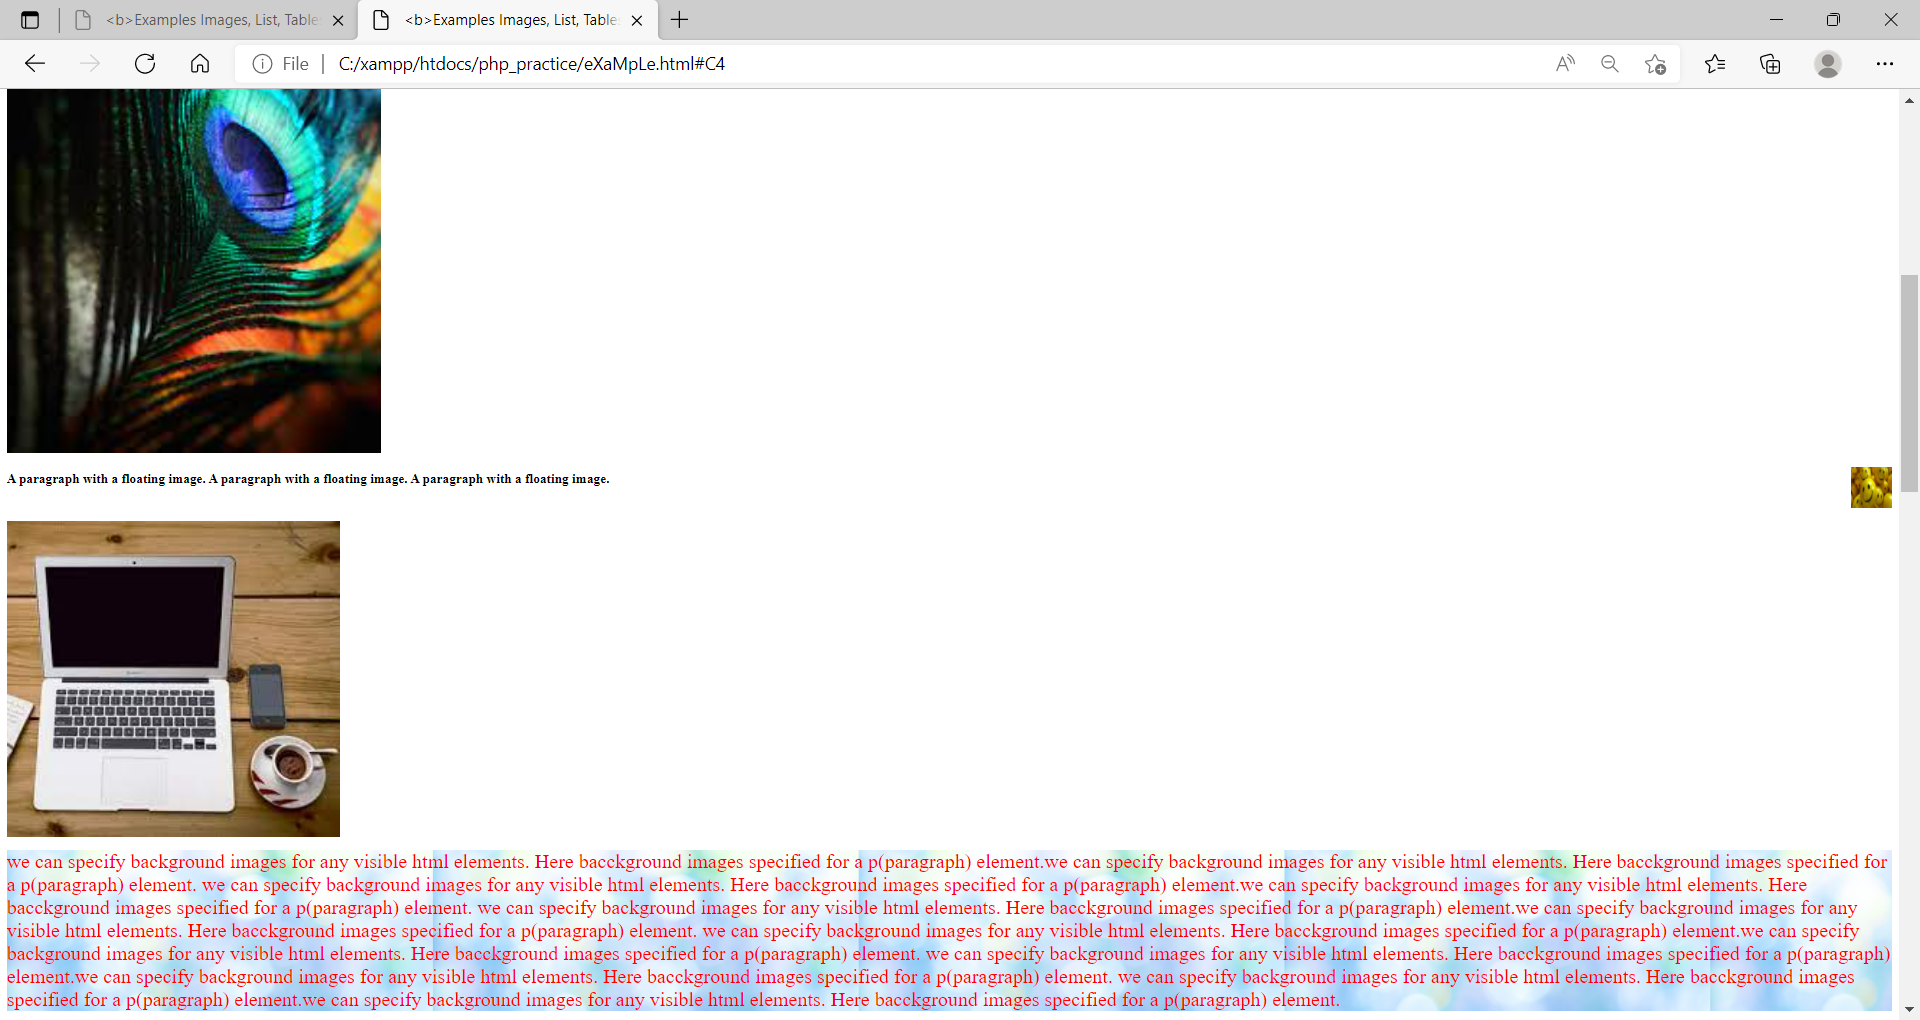 <b>Examples Images, List, Table
<b>Examples Images, List, Table
File
C:/xampp/htdocs/php_practice/eXaMpLe.html#C4
A paragraph with a floating image. A paragraph with a floating image. A paragraph with a floating image.
we can specify background images for any visible html elements. Here bacckground images specified for a p(paragraph) element.we can specify background images for any visible html elements. Here bacckground images specified for
a p(paragraph) element. we can specify background images for any visible html elements. Here bacckground images specified for a p(paragraph) element.we can specify background images for any visible html elements. Here
bacckground images specified for a p(paragraph) element. we can specify background images for any visible html elements. Here bacckground images specified for a p(paragraph) element.we can specify background images for any
visible html elements. Here bacckground images specified for a p(paragraph) element. we can specify background images for any visible html elements. Here bacckground images specified for a p(paragraph) element.we can specify
background images for any visible html elements. Here bacckground images specified for a p(paragraph) element. we can specify background images for any visible html elements. Here bacckground images specified for a p(paragraph)
element.we can specify background images for any visible html elements. Here bacckground images specified for a p(paragraph) element. we can specify background images for any visible html elements. Here bacckground images
specified for a p(paragraph) element.we can specify background images for any visible html elements. Here bacckground images specified for a p(paragraph) element.